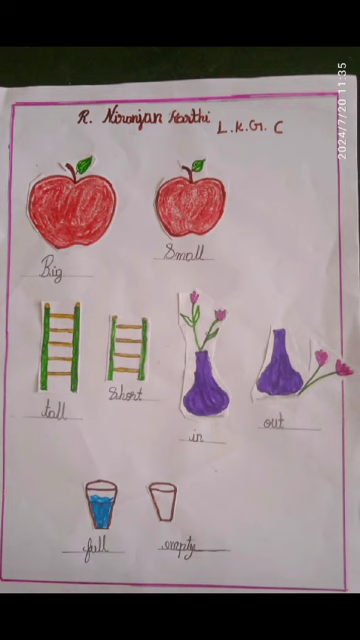 R. Niranjan Karthi L.K.G. C
Big
Small
tall
Short
in
out
full
empty
2024/7/20 11:35